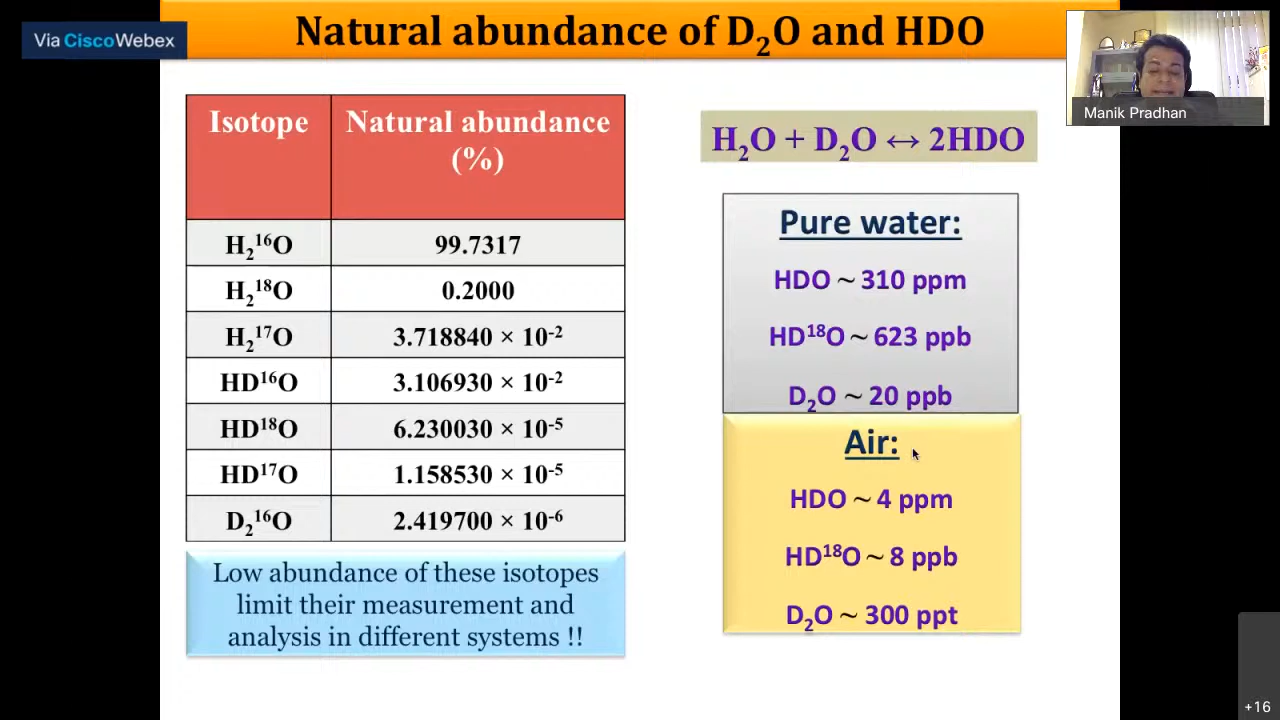 Via CiscoWebex
Natural abundance of D₂O and HDO
Manik Pradhan
Isotope
Natural abundance
(%)
H₂¹⁶O
99.7317
H₂¹⁸O
0.2000
H₂¹⁷O
3.718840 × 10⁻²
HD¹⁶O
3.106930 × 10⁻²
HD¹⁸O
6.230030 × 10⁻⁵
HD¹⁷O
1.158530 × 10⁻⁵
D₂¹⁶O
2.419700 × 10⁻⁶
Low abundance of these isotopes
limit their measurement and
analysis in different systems !!
H₂O + D₂O ↔ 2HDO
Pure water:
HDO ~ 310 ppm
HD¹⁸O ~ 623 ppb
D₂O ~ 20 ppb
Air:
HDO ~ 4 ppm
HD¹⁸O ~ 8 ppb
D₂O ~ 300 ppt
+16